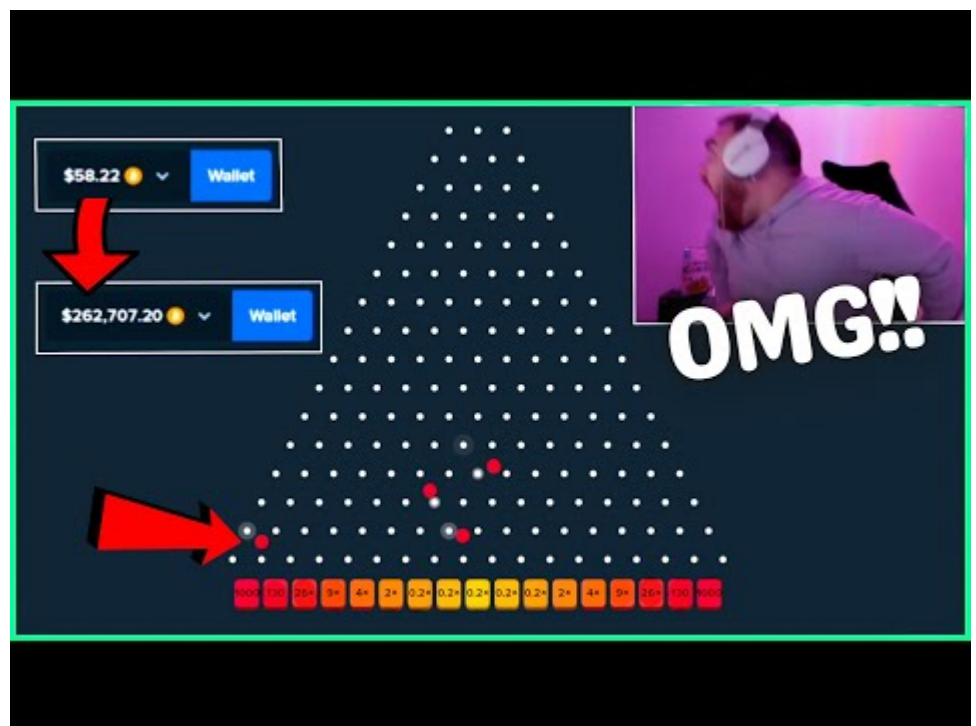 $58.22 Wallet
$262,707.20 Wallet
OMG!!
1000 130 26× 9× 4× 2× 0.2× 0.2× 0.2× 0.2× 0.2× 2× 4× 9× 26× 130 1000